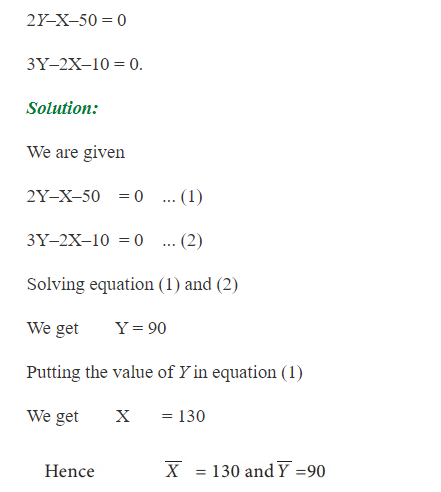 2Y–X–50 = 0
3Y–2X–10 = 0.
Solution:
We are given
2Y–X–50 = 0 ... (1)
3Y–2X–10 = 0 ... (2)
Solving equation (1) and (2)
We get Y = 90
Putting the value of Y in equation (1)
We get X = 130
Hence X̅ = 130 and Y̅ =90